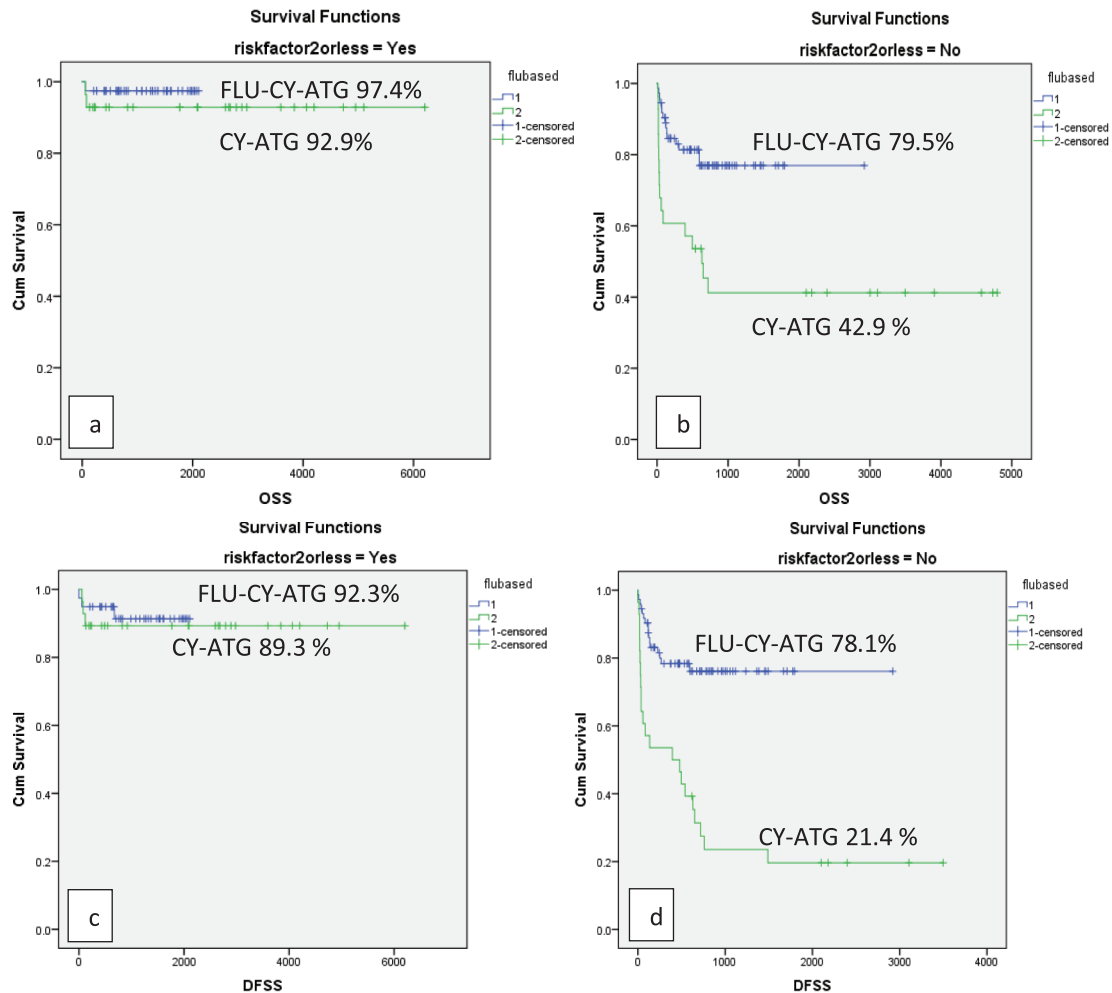 Survival Functions
riskfactor2orless = Yes
flubased
1
2
1-censored
2-censored
FLU-CY-ATG 97.4%
CY-ATG 92.9%
Cum Survival
1.0
0.8
0.6
0.4
0.2
0.0
a
0 2000 4000 6000
OSS
Survival Functions
riskfactor2orless = No
flubased
1
2
1-censored
2-censored
FLU-CY-ATG 79.5%
CY-ATG 42.9 %
Cum Survival
1.0
0.8
0.6
0.4
0.2
0.0
b
0 1000 2000 3000 4000 5000
OSS
Survival Functions
riskfactor2orless = Yes
flubased
1
2
1-censored
2-censored
FLU-CY-ATG 92.3%
CY-ATG 89.3 %
Cum Survival
1.0
0.8
0.6
0.4
0.2
0.0
c
0 2000 4000 6000
DFSS
Survival Functions
riskfactor2orless = No
flubased
1
2
1-censored
2-censored
FLU-CY-ATG 78.1%
CY-ATG 21.4 %
Cum Survival
1.0
0.8
0.6
0.4
0.2
0.0
d
0 1000 2000 3000 4000
DFSS